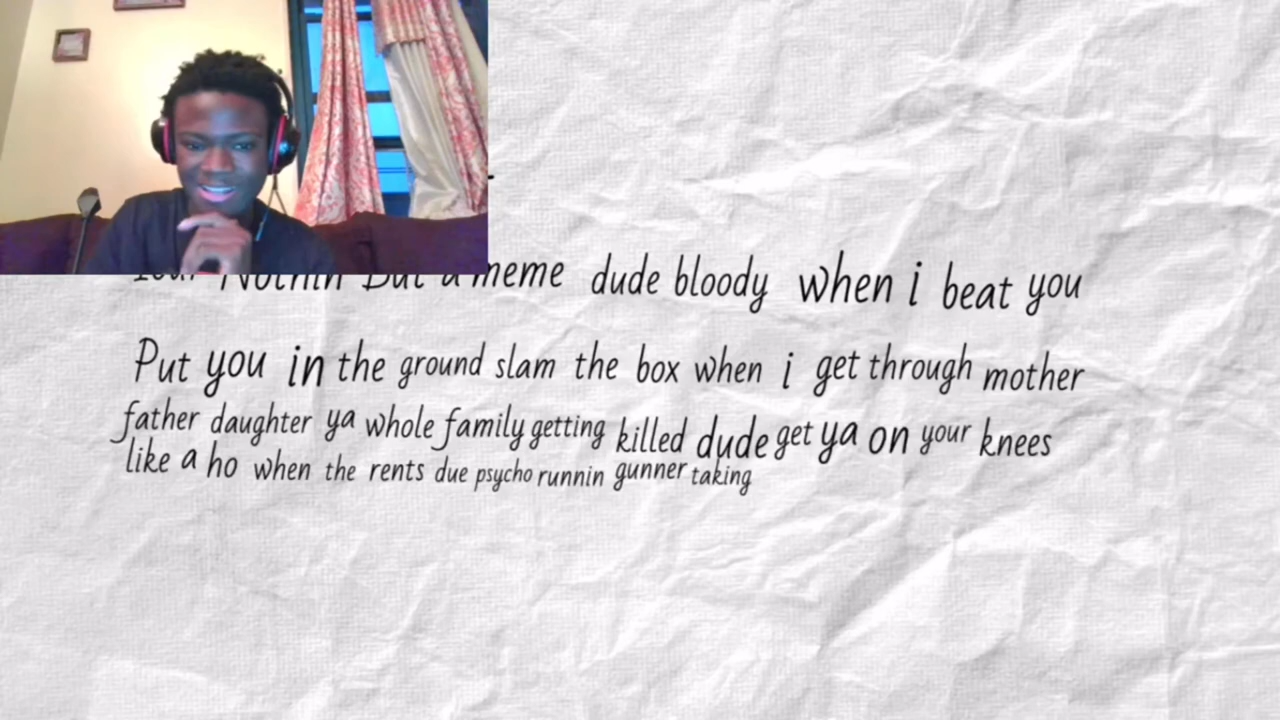 Your Nothin But a meme dude bloody when i beat you
Put you in the ground slam the box when i get through mother
father daughter ya whole family getting killed dude get ya on your knees
like a ho when the rents due psycho runnin gunner taking